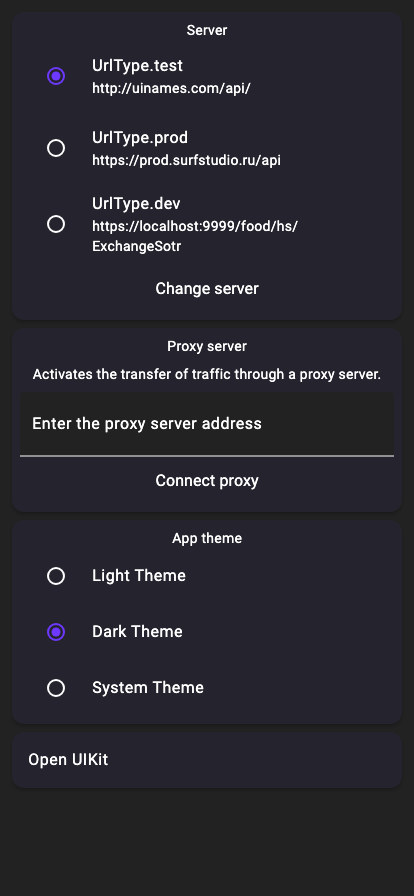 Server
UrlType.test
http://uinames.com/api/
UrlType.prod
https://prod.surfstudio.ru/api
UrlType.dev
https://localhost:9999/food/hs/
ExchangeSotr
Change server
Proxy server
Activates the transfer of traffic through a proxy server.
Enter the proxy server address
Connect proxy
App theme
Light Theme
Dark Theme
System Theme
Open UIKit